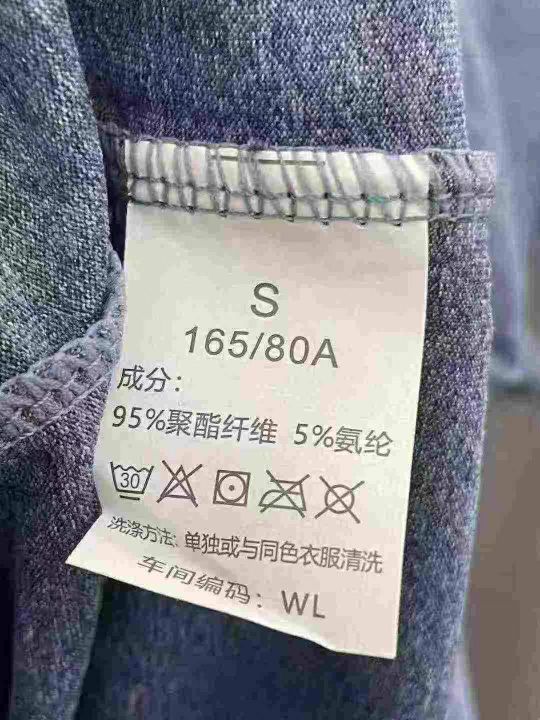 S
165/80A
成分：
95%聚酯纤维 5%氨纶
30
洗涤方法: 单独或与同色衣服清洗
车间编码：WL